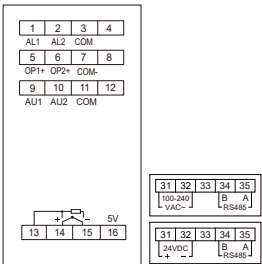 1 2 3 4
AL1 AL2 COM
5 6 7 8
OP1+ OP2+ COM-
9 10 11 12
AU1 AU2 COM
+ - 5V
13 14 15 16
31 32 33 34 35
100-240 B A
VAC~ RS485
31 32 33 34 35
24VDC B A
+ - RS485